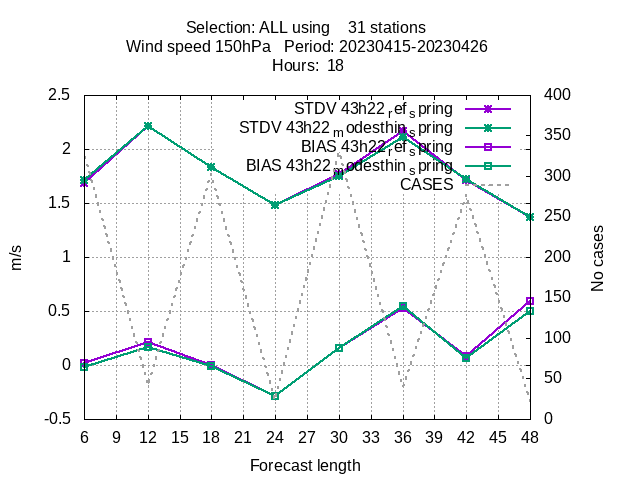 Selection: ALL using 31 stations
Wind speed 150hPa Period: 20230415-20230426
Hours: 18
STDV 43h22_ref_spring
STDV 43h22_modesthin_spring
BIAS 43h22_ref_spring
BIAS 43h22_modesthin_spring
CASES
2.5
2
1.5
1
0.5
0
-0.5
400
350
300
250
200
150
100
50
0
m/s
No cases
6 9 12 15 18 21 24 27 30 33 36 39 42 45 48
Forecast length